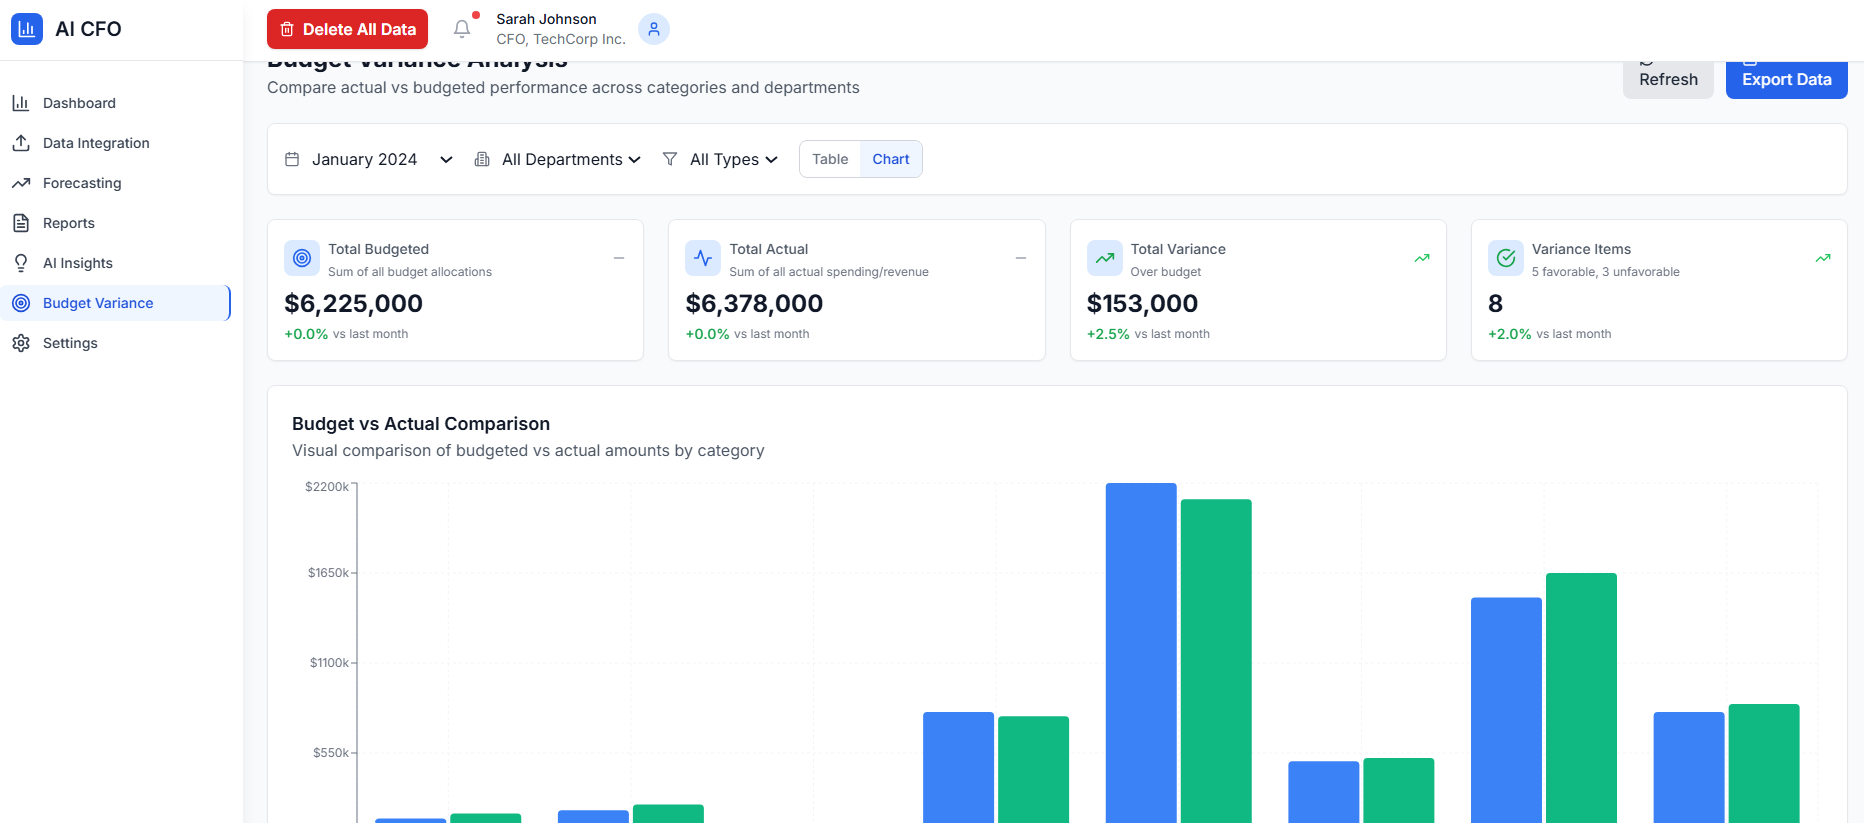 AI CFO
Delete All Data
Sarah Johnson
CFO, TechCorp Inc.
Dashboard
Data Integration
Forecasting
Reports
AI Insights
Budget Variance
Settings
Budget Variance Analysis
Compare actual vs budgeted performance across categories and departments
Refresh
Export Data
January 2024
All Departments
All Types
Table
Chart
Total Budgeted
Sum of all budget allocations
$6,225,000
+0.0% vs last month
Total Actual
Sum of all actual spending/revenue
$6,378,000
+0.0% vs last month
Total Variance
Over budget
$153,000
+2.5% vs last month
Variance Items
5 favorable, 3 unfavorable
8
+2.0% vs last month
Budget vs Actual Comparison
Visual comparison of budgeted vs actual amounts by category
$2200k
$1650k
$1100k
$550k